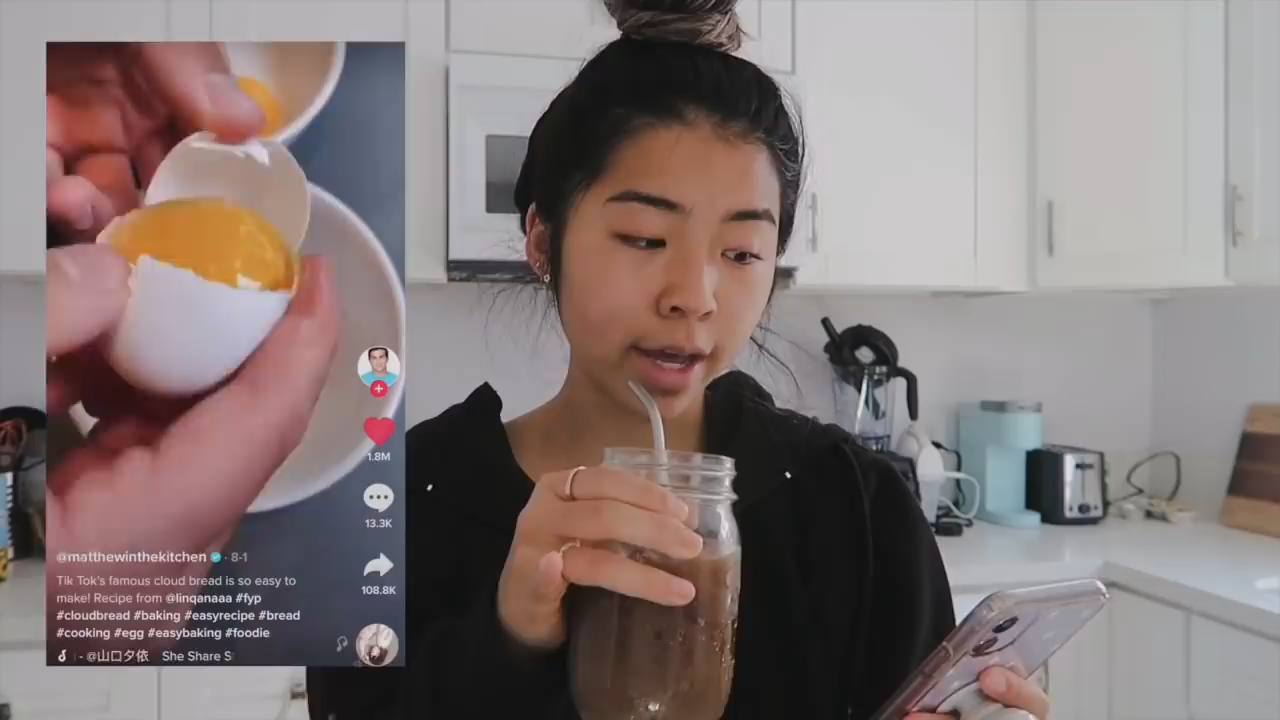 1.8M
13.3K
108.8K
@matthewinthekitchen · 8-1
Tik Tok's famous cloud bread is so easy to
make! Recipe from @linqanaaa #fyp
#cloudbread #baking #easyrecipe #bread
#cooking #egg #easybaking #foodie
- @山口夕依 She Share S